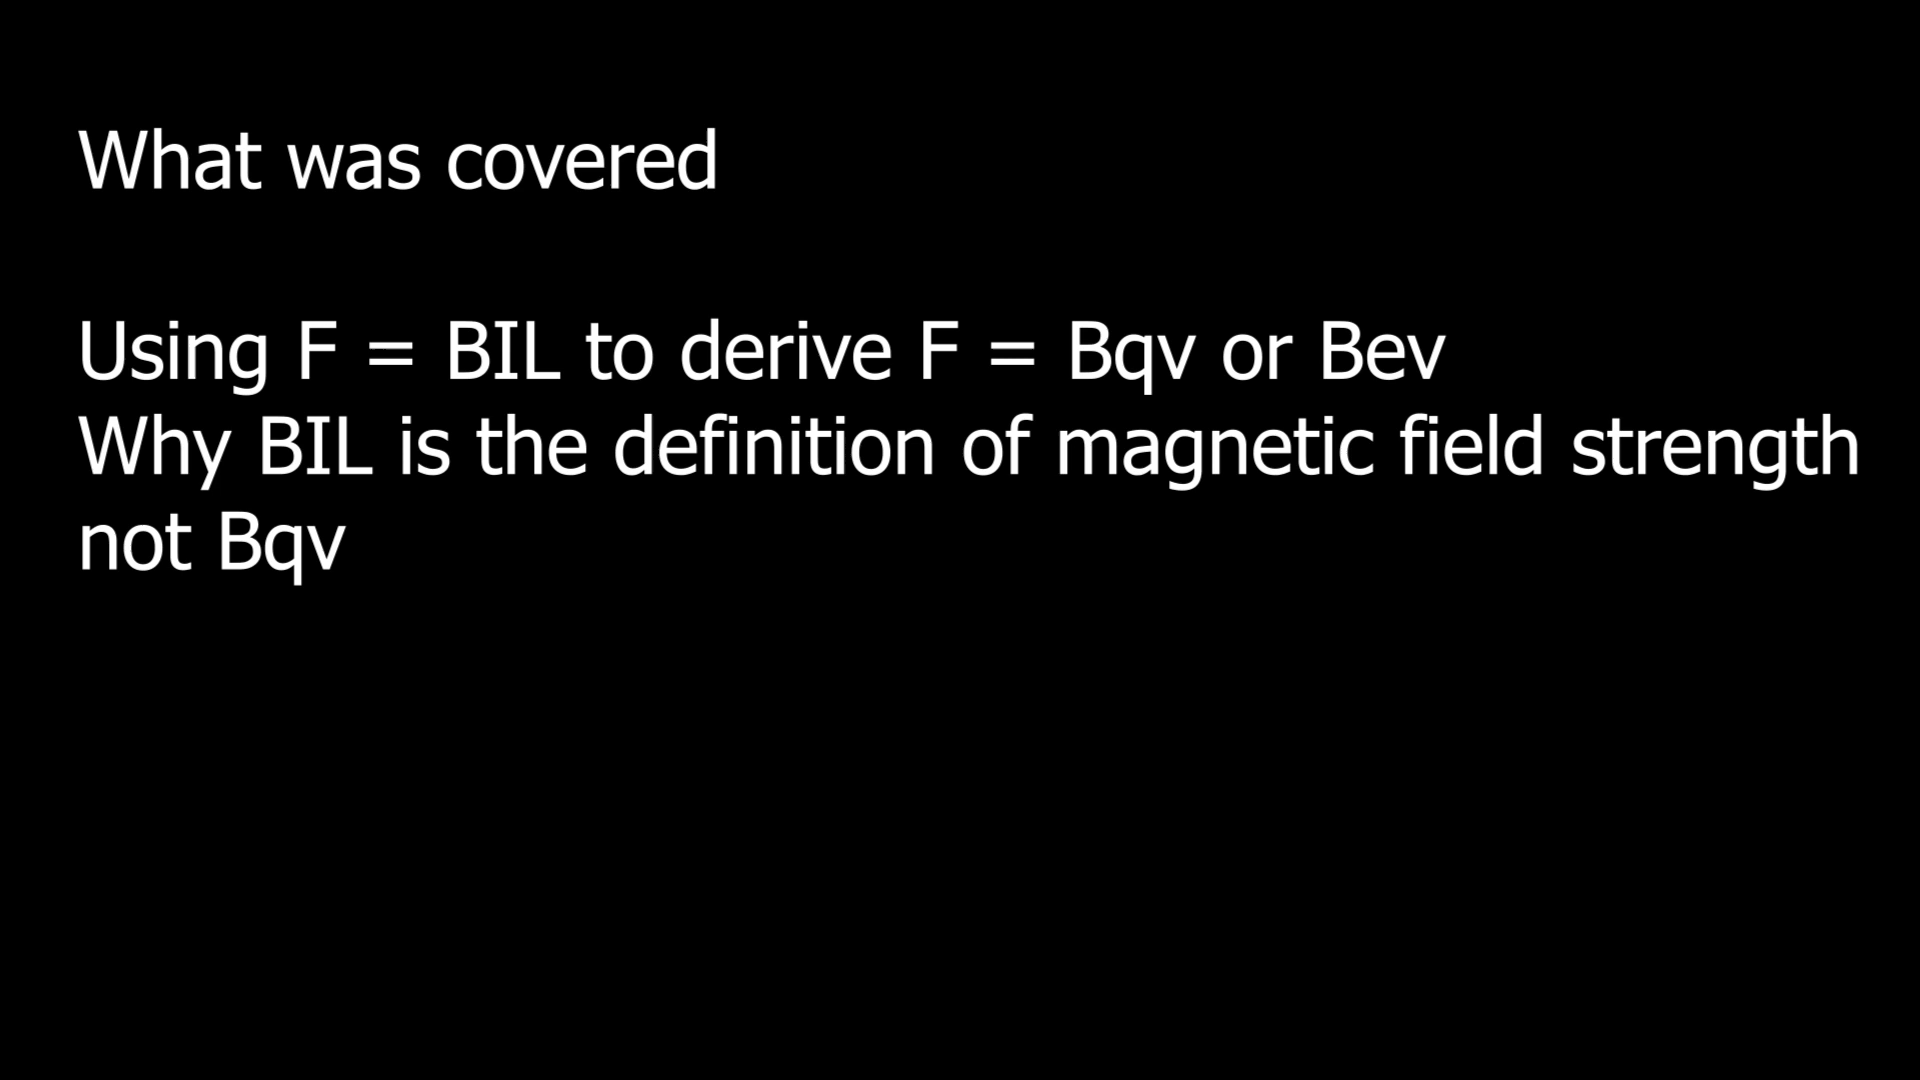 What was covered
Using F = BIL to derive F = Bqv or Bev
Why BIL is the definition of magnetic field strength
not Bqv